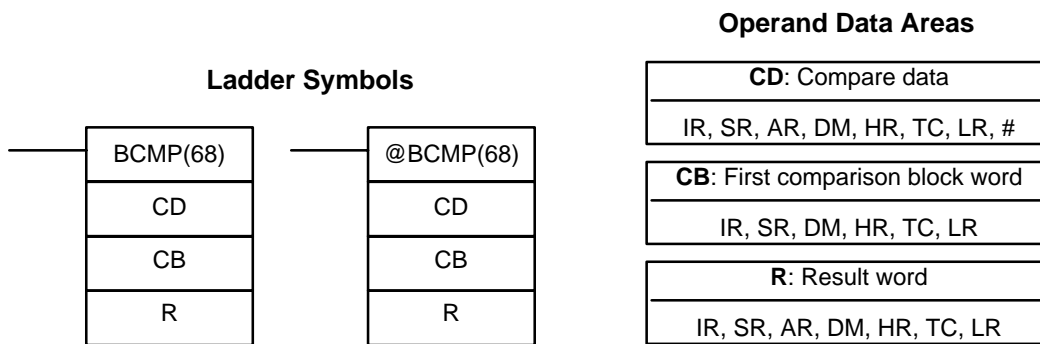 Ladder Symbols
BCMP(68)
CD
CB
R
@BCMP(68)
CD
CB
R
Operand Data Areas
CD: Compare data
IR, SR, AR, DM, HR, TC, LR, #
CB: First comparison block word
IR, SR, DM, HR, TC, LR
R: Result word
IR, SR, AR, DM, HR, TC, LR